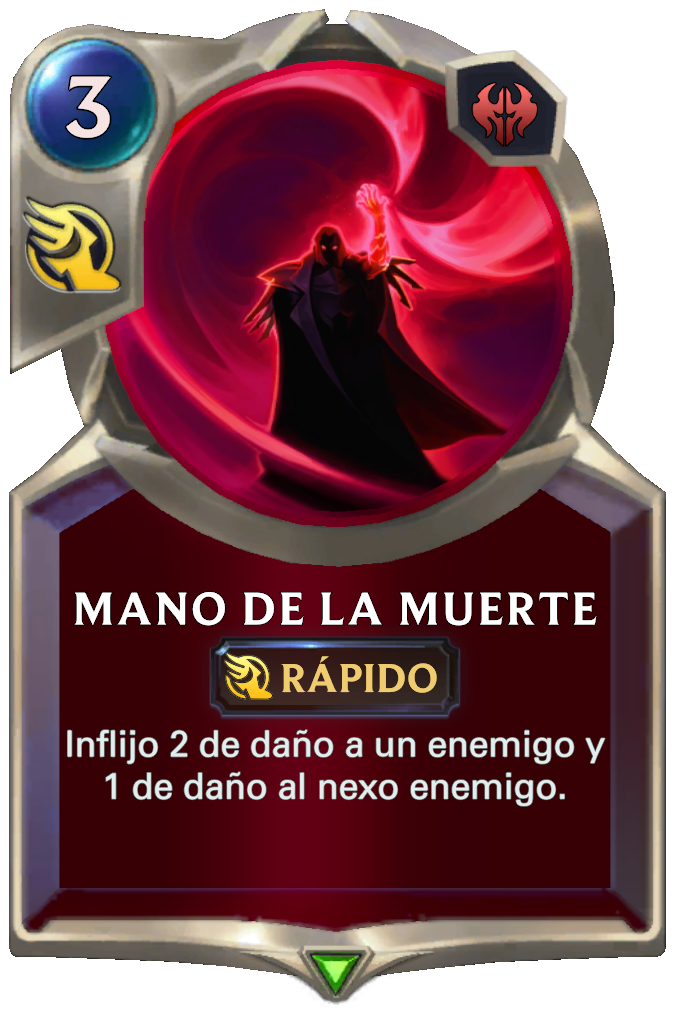 3
MANO DE LA MUERTE
RÁPIDO
Inflijo 2 de daño a un enemigo y
1 de daño al nexo enemigo.